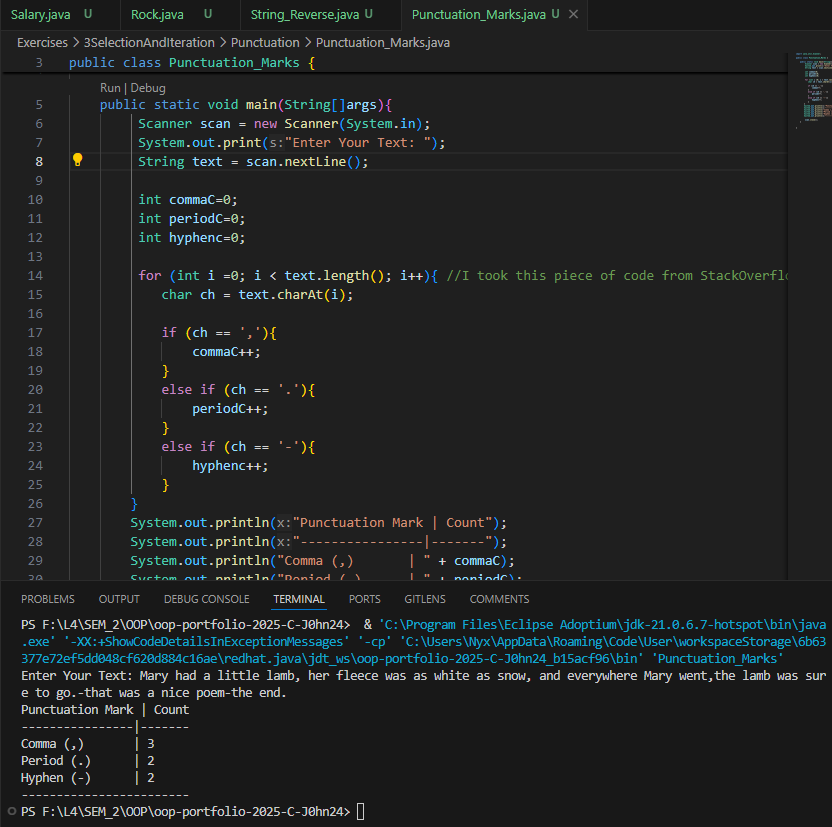 Salary.java U Rock.java U String_Reverse.java U Punctuation_Marks.java U
Exercises > 3SelectionAndIteration > Punctuation > Punctuation_Marks.java
3 public class Punctuation_Marks {
Run | Debug
5 public static void main(String[]args){
6 Scanner scan = new Scanner(System.in);
7 System.out.print(s:"Enter Your Text: ");
8 String text = scan.nextLine();
9
10 int commaC=0;
11 int periodC=0;
12 int hyphenc=0;
13
14 for (int i =0; i < text.length(); i++){ //I took this piece of code from StackOverflo
15 char ch = text.charAt(i);
16
17 if (ch == ','){
18 commaC++;
19 }
20 else if (ch == '.'){
21 periodC++;
22 }
23 else if (ch == '-'){
24 hyphenc++;
25 }
26 }
27 System.out.println(x:"Punctuation Mark | Count");
28 System.out.println(x:"----------------|-------");
29 System.out.println("Comma (,) | " + commaC);
30 System.out.println("Period (.) | " + periodC);
PROBLEMS OUTPUT DEBUG CONSOLE TERMINAL PORTS GITLENS COMMENTS
PS F:\L4\SEM_2\OOP\oop-portfolio-2025-C-J0hn24> & 'C:\Program Files\Eclipse Adoptium\jdk-21.0.6.7-hotspot\bin\java
.exe' '-XX:+ShowCodeDetailsInExceptionMessages' '-cp' 'C:\Users\Nyx\AppData\Roaming\Code\User\workspaceStorage\6b63
377e72ef5dd048cf620d884c16ae\redhat.java\jdt_ws\oop-portfolio-2025-C-J0hn24_b15acf96\bin' 'Punctuation_Marks'
Enter Your Text: Mary had a little lamb, her fleece was as white as snow, and everywhere Mary went,the lamb was sur
e to go.-that was a nice poem-the end.
Punctuation Mark | Count
----------------|-------
Comma (,) | 3
Period (.) | 2
Hyphen (-) | 2
------------------------
PS F:\L4\SEM_2\OOP\oop-portfolio-2025-C-J0hn24>